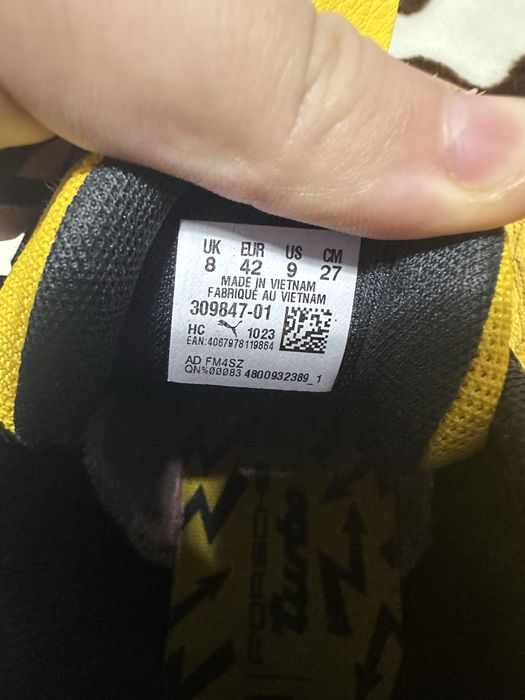 UK EUR US CM
8 42 9 27
MADE IN VIETNAM
FABRIQUÉ AU VIETNAM
309847-01
HC 1023
EAN:4067978119864
AD FM4SZ
QN%00083 4800932389_1
PORSCHE
turbo